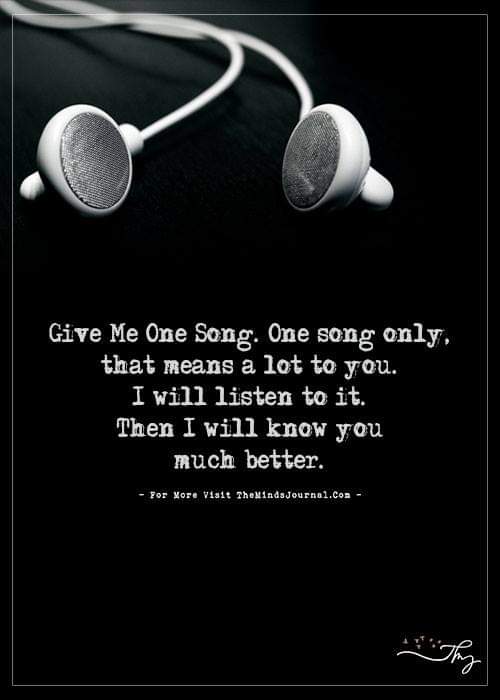 Give Me One Song. One song only,
that means a lot to you.
I will listen to it.
Then I will know you
much better.
- For More Visit TheMindsJournal.Com -